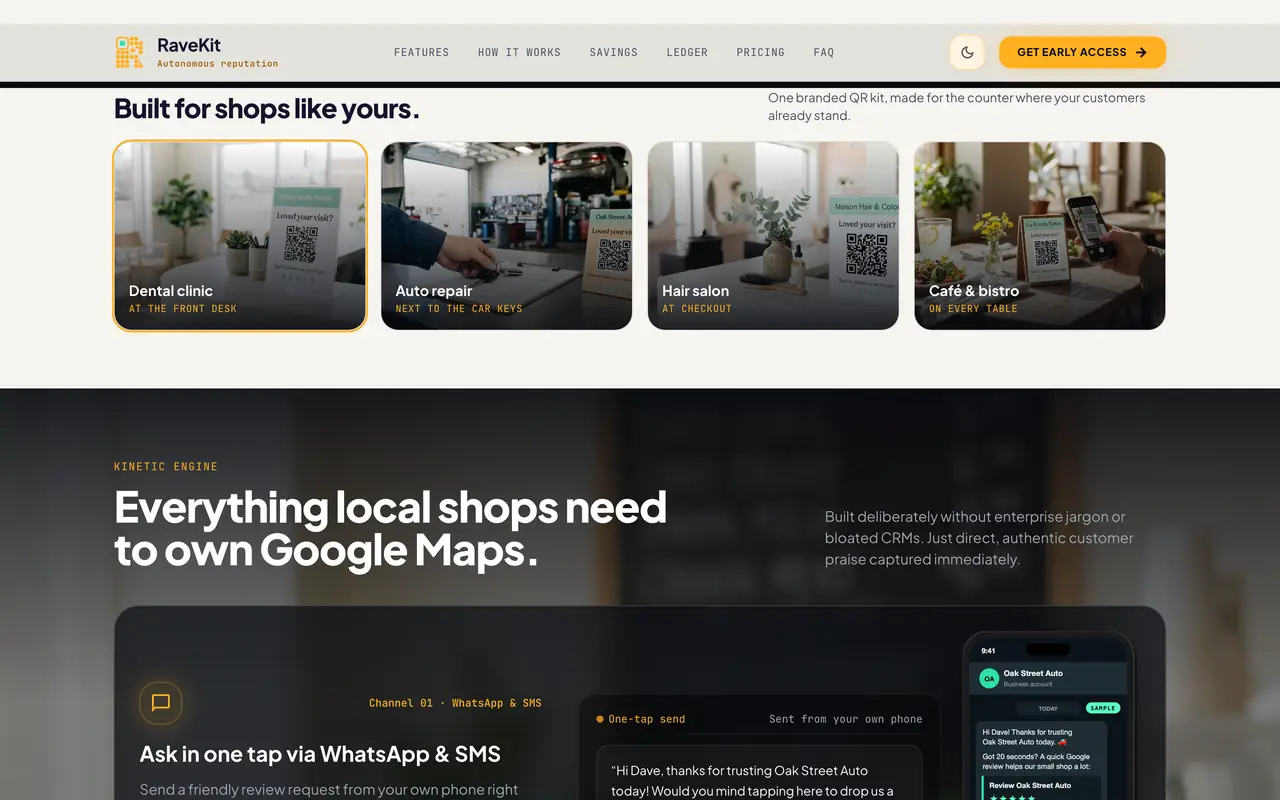 RaveKit
Autonomous reputation
FEATURES
HOW IT WORKS
SAVINGS
LEDGER
PRICING
FAQ
GET EARLY ACCESS
Built for shops like yours.
One branded QR kit, made for the counter where your customers
already stand.
Loved your visit?
Dental clinic
AT THE FRONT DESK
Oak Street A
Loved your vi
Auto repair
NEXT TO THE CAR KEYS
Maison Hair & Colo
Loved your visit?
Hair salon
AT CHECKOUT
Café & bistro
ON EVERY TABLE
KINETIC ENGINE
Everything local shops need
to own Google Maps.
Built deliberately without enterprise jargon or
bloated CRMs. Just direct, authentic customer
praise captured immediately.
Channel 01 · WhatsApp & SMS
Ask in one tap via WhatsApp & SMS
Send a friendly review request from your own phone right
One-tap send
Sent from your own phone
"Hi Dave, thanks for trusting Oak Street Auto
today! Would you mind tapping here to drop us a
9:41
OA
Oak Street Auto
Business account
TODAY
SAMPLE
Hi Dave! Thanks for trusting
Oak Street Auto today. 🚗
Got 20 seconds? A quick Google
review helps our small shop a lot:
Review Oak Street Auto
★★★★★